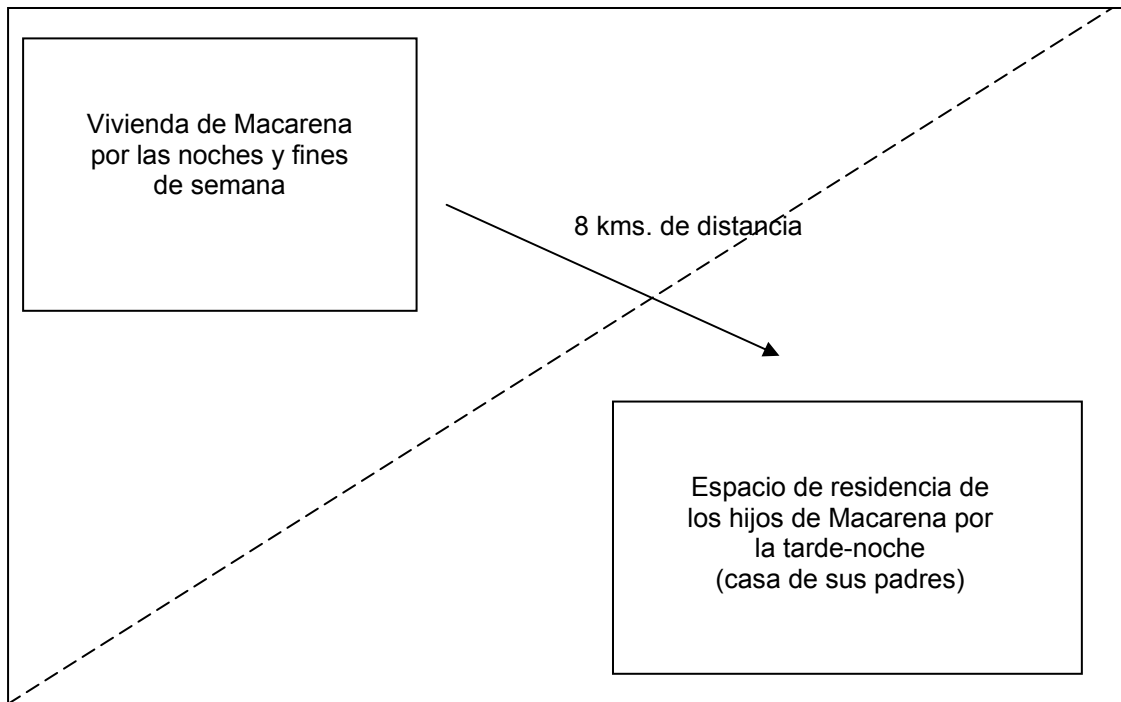 Vivienda de Macarena
por las noches y fines
de semana
8 kms. de distancia
Espacio de residencia de
los hijos de Macarena por
la tarde-noche
(casa de sus padres)